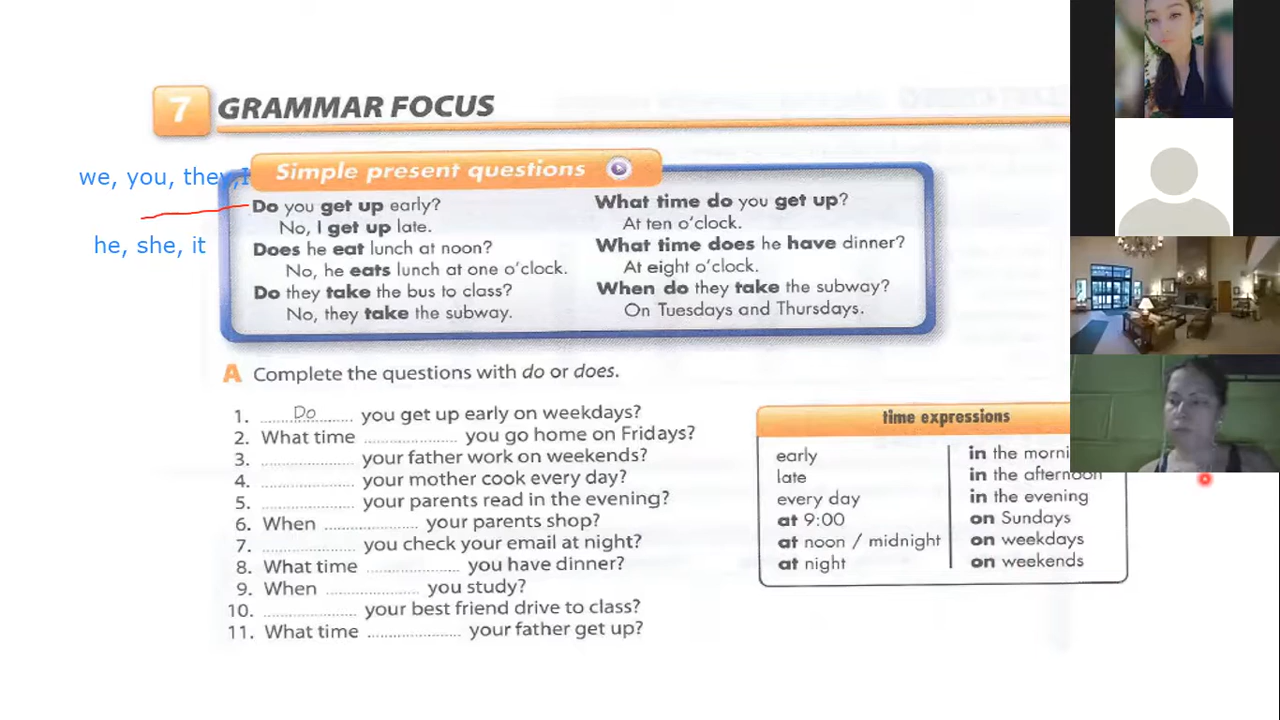 7 GRAMMAR FOCUS
we, you, they,I
he, she, it
Simple present questions
Do you get up early?
No, I get up late.
Does he eat lunch at noon?
No, he eats lunch at one o'clock.
Do they take the bus to class?
No, they take the subway.
What time do you get up?
At ten o'clock.
What time does he have dinner?
At eight o'clock.
When do they take the subway?
On Tuesdays and Thursdays.
A Complete the questions with do or does.
1. Do you get up early on weekdays?
2. What time .................... you go home on Fridays?
3. .................... your father work on weekends?
4. .................... your mother cook every day?
5. .................... your parents read in the evening?
6. When .................... your parents shop?
7. .................... you check your email at night?
8. What time .................... you have dinner?
9. When .................... you study?
10. .................... your best friend drive to class?
11. What time .................... your father get up?
time expressions
early
late
every day
at 9:00
at noon / midnight
at night
in the morni
in the afternoon
in the evening
on Sundays
on weekdays
on weekends